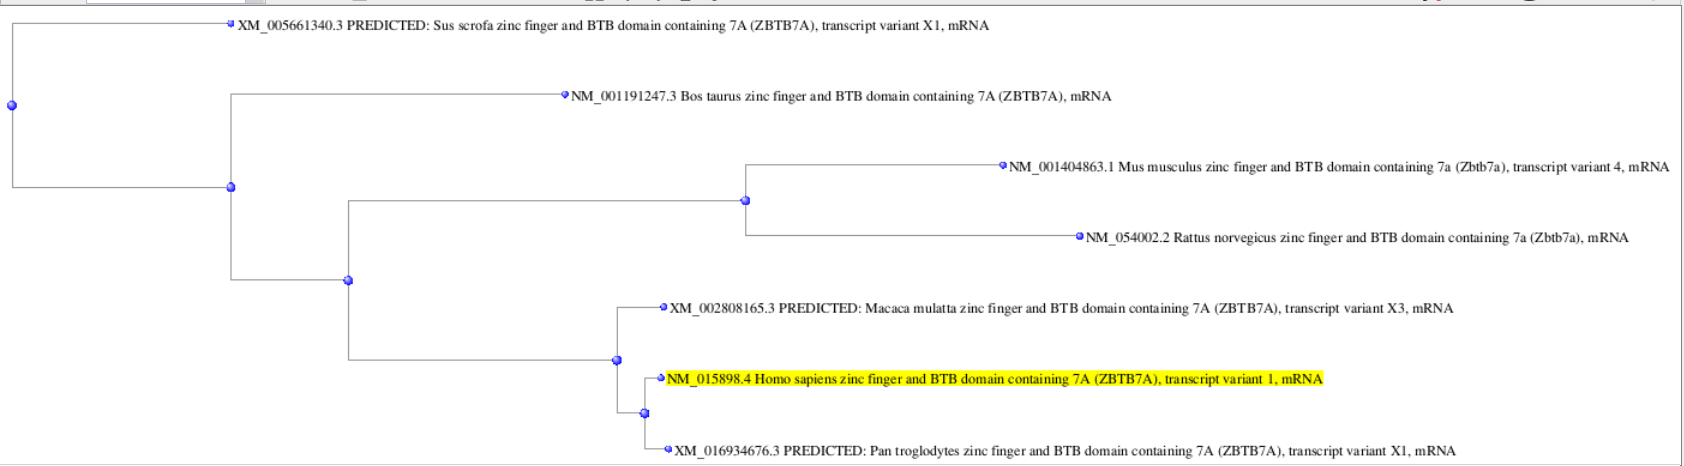 XM_005661340.3 PREDICTED: Sus scrofa zinc finger and BTB domain containing 7A (ZBTB7A), transcript variant X1, mRNA
NM_001191247.3 Bos taurus zinc finger and BTB domain containing 7A (ZBTB7A), mRNA
NM_001404863.1 Mus musculus zinc finger and BTB domain containing 7a (Zbtb7a), transcript variant 4, mRNA
NM_054002.2 Rattus norvegicus zinc finger and BTB domain containing 7a (Zbtb7a), mRNA
XM_002808165.3 PREDICTED: Macaca mulatta zinc finger and BTB domain containing 7A (ZBTB7A), transcript variant X3, mRNA
NM_015898.4 Homo sapiens zinc finger and BTB domain containing 7A (ZBTB7A), transcript variant 1, mRNA
XM_016934676.3 PREDICTED: Pan troglodytes zinc finger and BTB domain containing 7A (ZBTB7A), transcript variant X1, mRNA